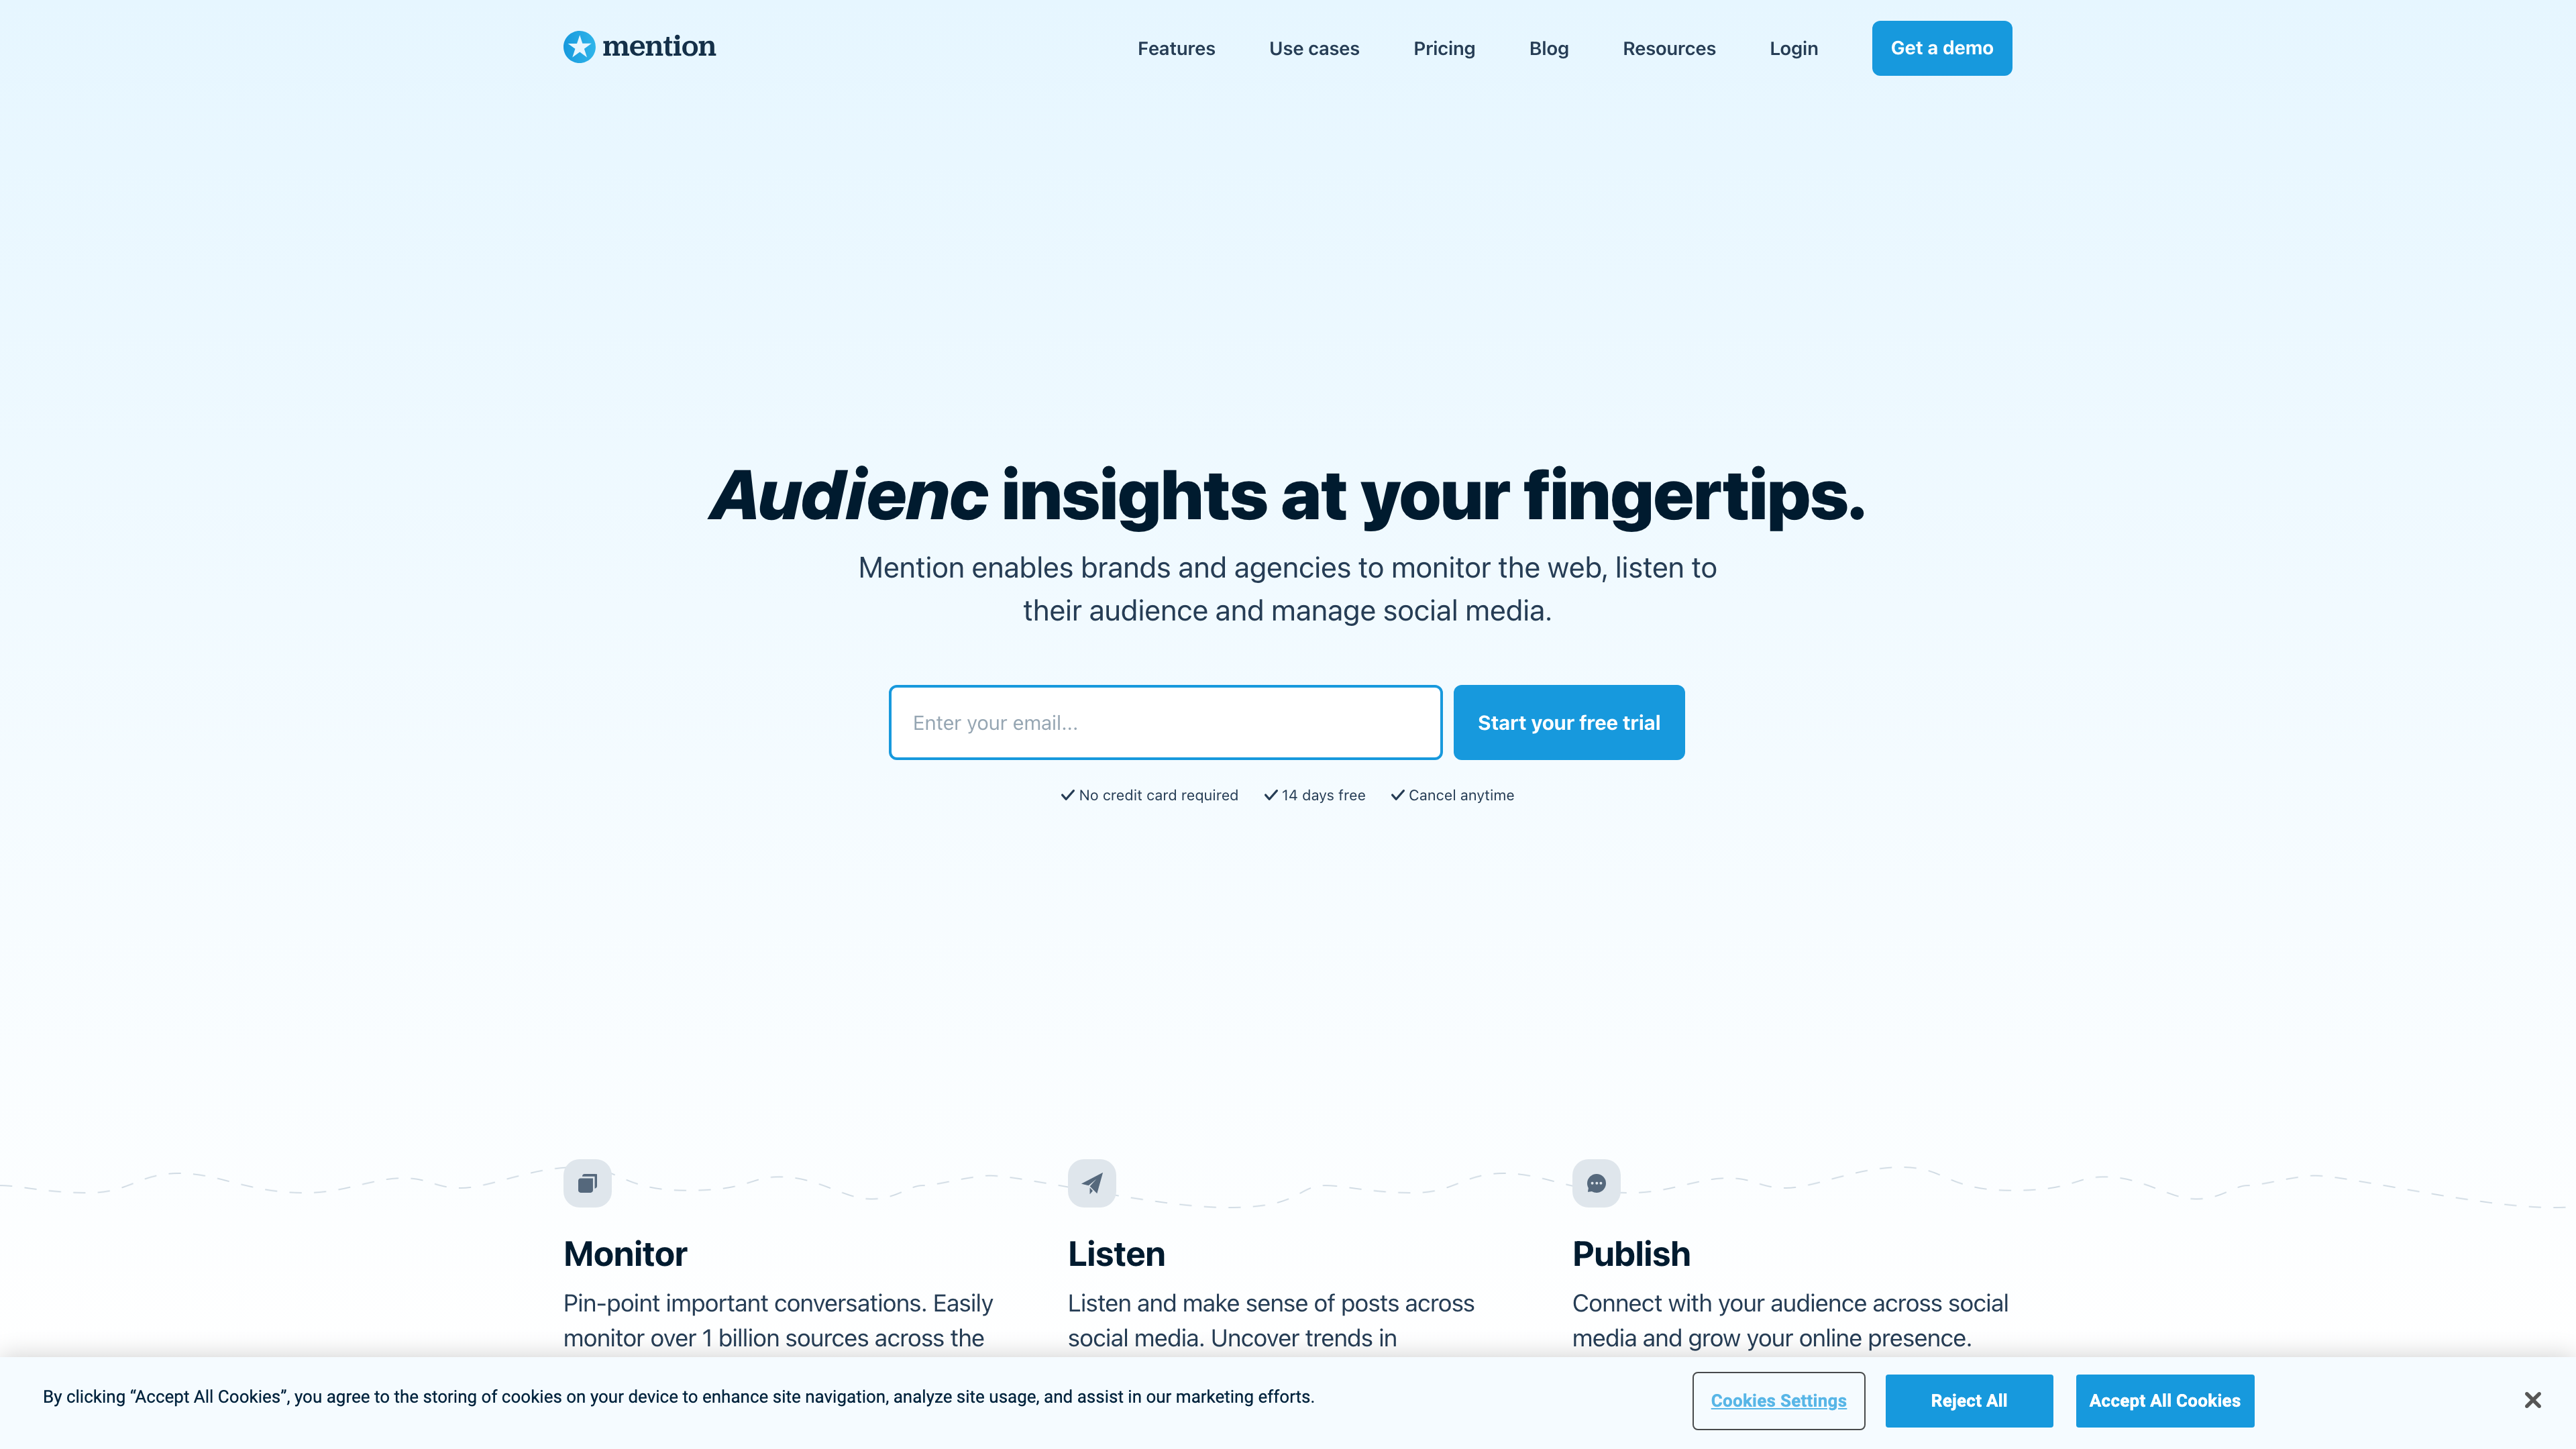 mention
Features
Use cases
Pricing
Blog
Resources
Login
Get a demo
Audienc insights at your fingertips.
Mention enables brands and agencies to monitor the web, listen to
their audience and manage social media.
Enter your email...
Start your free trial
No credit card required
14 days free
Cancel anytime
Monitor
Pin-point important conversations. Easily
monitor over 1 billion sources across the
Listen
Listen and make sense of posts across
social media. Uncover trends in
Publish
Connect with your audience across social
media and grow your online presence.
By clicking “Accept All Cookies”, you agree to the storing of cookies on your device to enhance site navigation, analyze site usage, and assist in our marketing efforts.
Cookies Settings
Reject All
Accept All Cookies